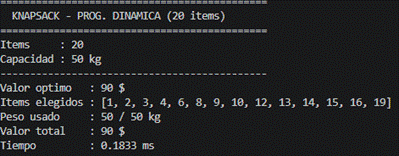 ==========================================
KNAPSACK - PROG. DINAMICA (20 items)
==========================================
Items : 20
Capacidad : 50 kg
------------------------------------------
Valor optimo : 90 $
Items elegidos : [1, 2, 3, 4, 6, 8, 9, 10, 12, 13, 14, 15, 16, 19]
Peso usado : 50 / 50 kg
Valor total : 90 $
Tiempo : 0.1833 ms